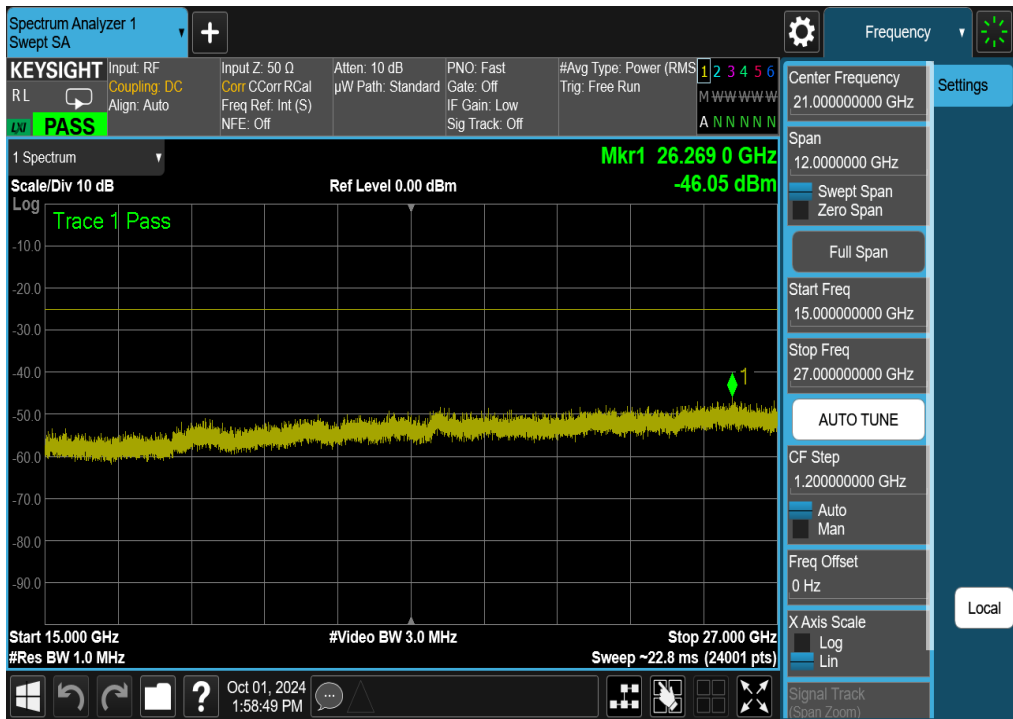 Spectrum Analyzer 1
Swept SA
Frequency
KEYSIGHT
R L
LXI
PASS
Input: RF
Coupling: DC
Align: Auto
Input Z: 50 Ω
Corr CCorr RCal
Freq Ref: Int (S)
NFE: Off
Atten: 10 dB
µW Path: Standard
PNO: Fast
Gate: Off
IF Gain: Low
Sig Track: Off
#Avg Type: Power (RMS
Trig: Free Run
1 2 3 4 5 6
M W W W W W
A N N N N N
1 Spectrum
Mkr1 26.269 0 GHz
-46.05 dBm
Scale/Div 10 dB
Ref Level 0.00 dBm
Log
Trace 1 Pass
-10.0
-20.0
-30.0
-40.0
-50.0
-60.0
-70.0
-80.0
-90.0
1
Start 15.000 GHz
#Video BW 3.0 MHz
Stop 27.000 GHz
#Res BW 1.0 MHz
Sweep ~22.8 ms (24001 pts)
Center Frequency
21.000000000 GHz
Span
12.0000000 GHz
Swept Span
Zero Span
Full Span
Start Freq
15.000000000 GHz
Stop Freq
27.000000000 GHz
AUTO TUNE
CF Step
1.200000000 GHz
Auto
Man
Freq Offset
0 Hz
X Axis Scale
Log
Lin
Signal Track
(Span Zoom)
Settings
Local
?
Oct 01, 2024
1:58:49 PM